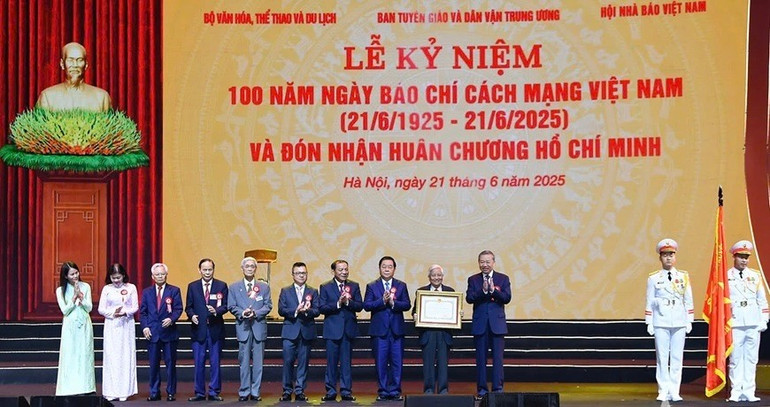 BỘ VĂN HÓA, THỂ THAO VÀ DU LỊCH BAN TUYÊN GIÁO VÀ DÂN VẬN TRUNG ƯƠNG HỘI NHÀ BÁO VIỆT NAM
LỄ KỶ NIỆM
100 NĂM NGÀY BÁO CHÍ CÁCH MẠNG VIỆT NAM
(21/6/1925 - 21/6/2025)
VÀ ĐÓN NHẬN HUÂN CHƯƠNG HỒ CHÍ MINH
Hà Nội, ngày 21 tháng 6 năm 2025